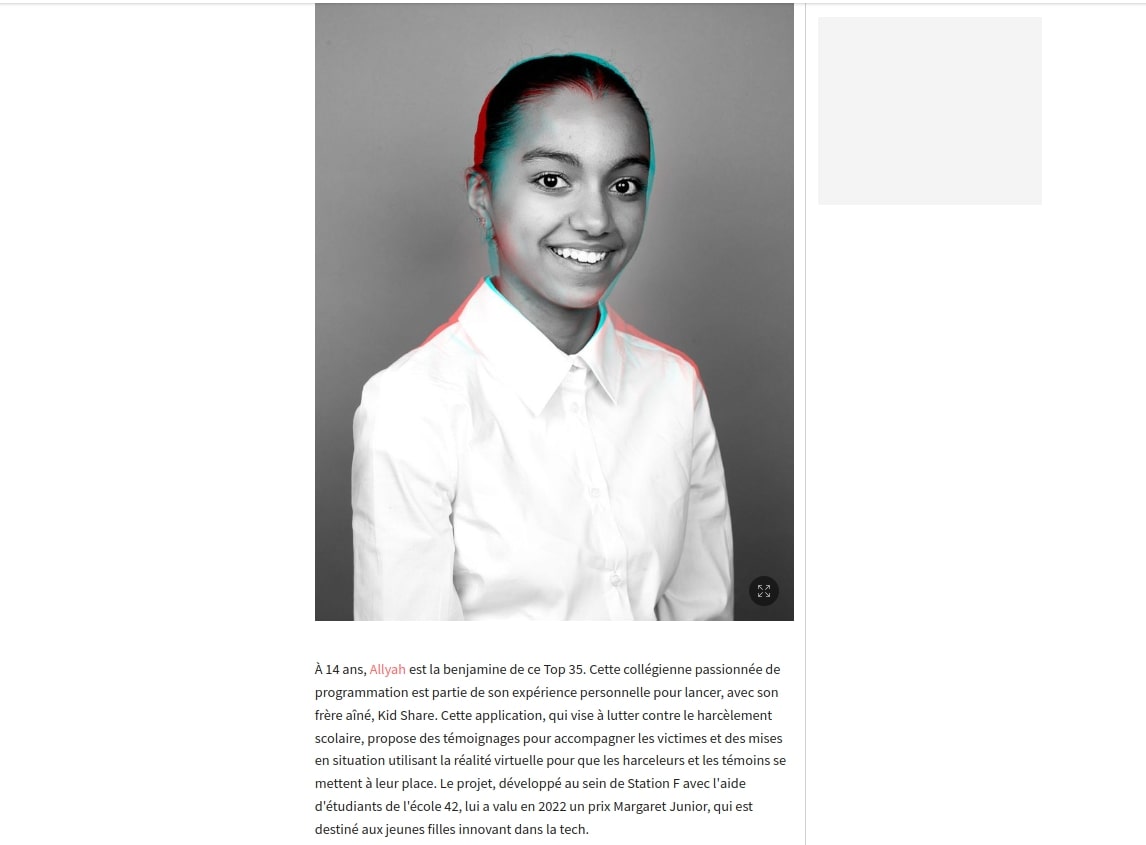 À 14 ans, Allyah est la benjamine de ce Top 35. Cette collégienne passionnée de
programmation est partie de son expérience personnelle pour lancer, avec son
frère aîné, Kid Share. Cette application, qui vise à lutter contre le harcèlement
scolaire, propose des témoignages pour accompagner les victimes et des mises
en situation utilisant la réalité virtuelle pour que les harceleurs et les témoins se
mettent à leur place. Le projet, développé au sein de Station F avec l'aide
d'étudiants de l'école 42, lui a valu en 2022 un prix Margaret Junior, qui est
destiné aux jeunes filles innovant dans la tech.